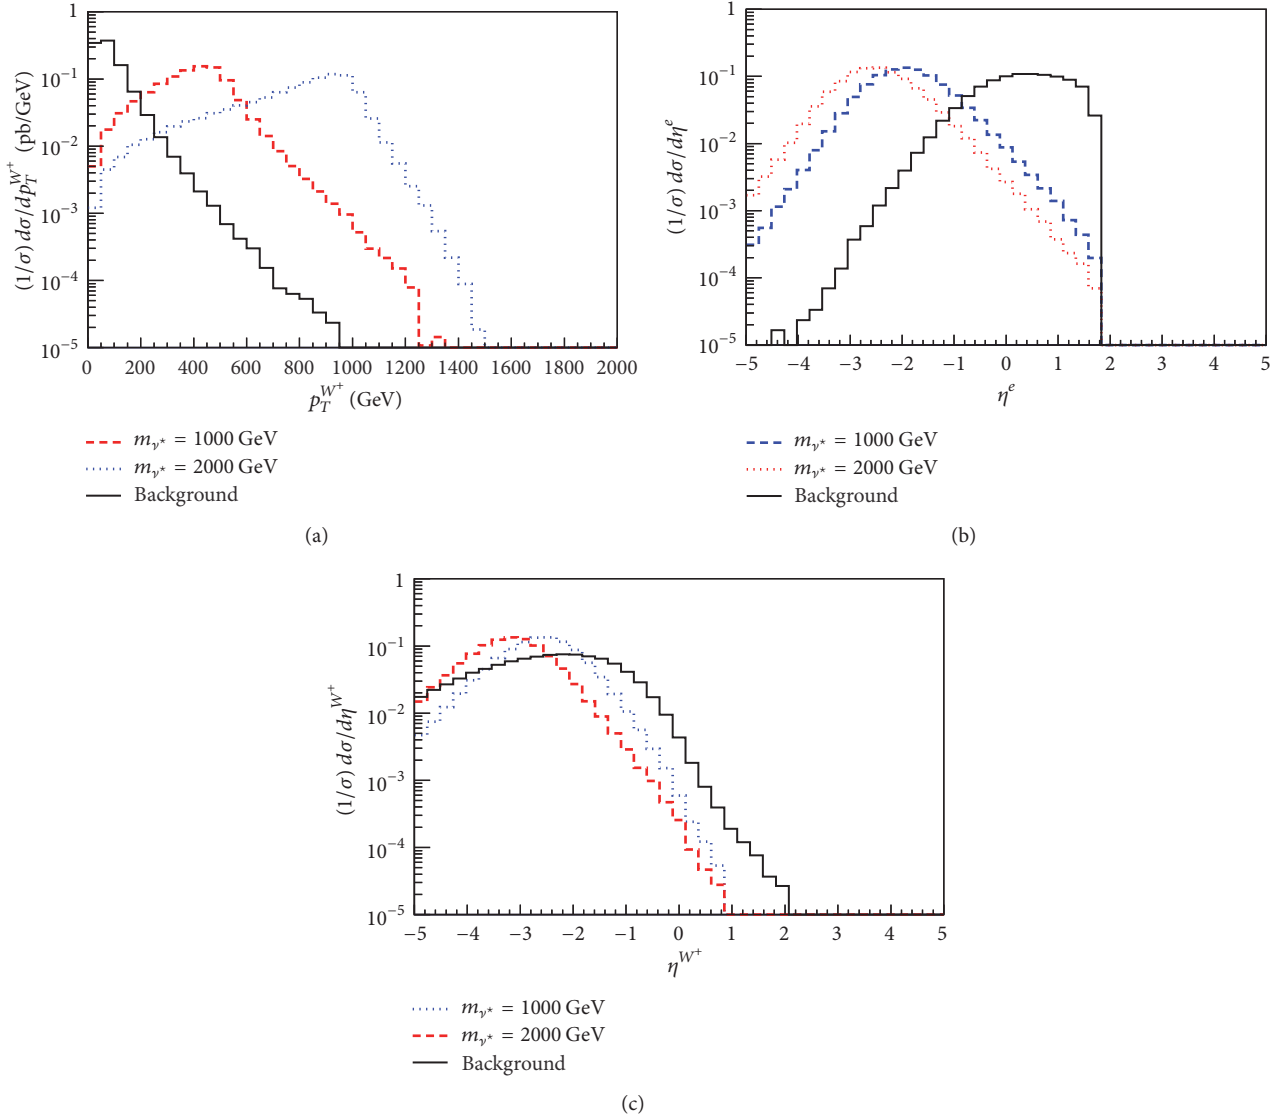 (1/σ) dσ/dp_T^{W^+} (pb/GeV)
1
10^{−1}
10^{−2}
10^{−3}
10^{−4}
10^{−5}
0 200 400 600 800 1000 1200 1400 1600 1800 2000
p_T^{W^+} (GeV)
m_{ν⋆} = 1000 GeV
m_{ν⋆} = 2000 GeV
Background
(a)
(1/σ) dσ/dη^e
1
10^{−1}
10^{−2}
10^{−3}
10^{−4}
10^{−5}
−5 −4 −3 −2 −1 0 1 2 3 4 5
η^e
m_{ν⋆} = 1000 GeV
m_{ν⋆} = 2000 GeV
Background
(b)
(1/σ) dσ/dη^{W^+}
1
10^{−1}
10^{−2}
10^{−3}
10^{−4}
10^{−5}
−5 −4 −3 −2 −1 0 1 2 3 4 5
η^{W^+}
m_{ν⋆} = 1000 GeV
m_{ν⋆} = 2000 GeV
Background
(c)